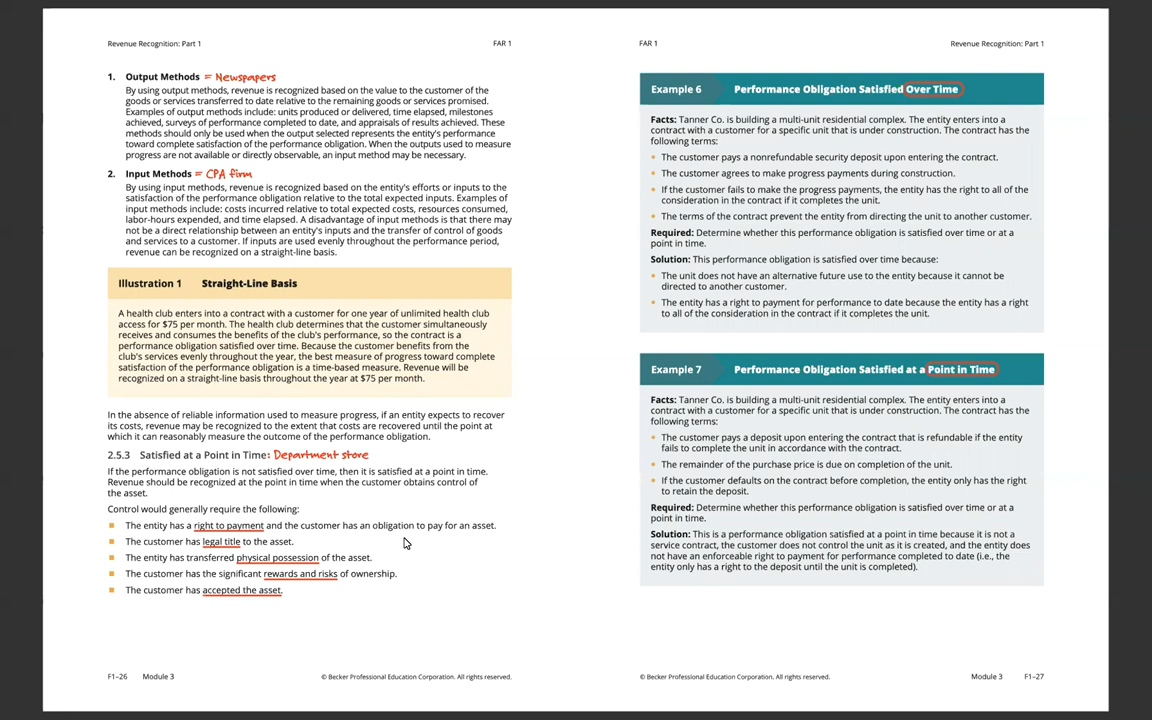 Revenue Recognition: Part 1
FAR 1
1. Output Methods = Newspapers
By using output methods, revenue is recognized based on the value to the customer of the
goods or services transferred to date relative to the remaining goods or services promised.
Examples of output methods include: units produced or delivered, time elapsed, milestones
achieved, surveys of performance completed to date, and appraisals of results achieved. These
methods should only be used when the output selected represents the entity's performance
toward complete satisfaction of the performance obligation. When the outputs used to measure
progress are not available or directly observable, an input method may be necessary.
2. Input Methods = CPA firm
By using input methods, revenue is recognized based on the entity's efforts or inputs to the
satisfaction of the performance obligation relative to the total expected inputs. Examples of
input methods include: costs incurred relative to total expected costs, resources consumed,
labor-hours expended, and time elapsed. A disadvantage of input methods is that there may
not be a direct relationship between an entity's inputs and the transfer of control of goods
and services to a customer. If inputs are used evenly throughout the performance period,
revenue can be recognized on a straight-line basis.
Illustration 1 Straight-Line Basis
A health club enters into a contract with a customer for one year of unlimited health club
access for $75 per month. The health club determines that the customer simultaneously
receives and consumes the benefits of the club's performance, so the contract is a
performance obligation satisfied over time. Because the customer benefits from the
club's services evenly throughout the year, the best measure of progress toward complete
satisfaction of the performance obligation is a time-based measure. Revenue will be
recognized on a straight-line basis throughout the year at $75 per month.
In the absence of reliable information used to measure progress, if an entity expects to recover
its costs, revenue may be recognized to the extent that costs are recovered until the point at
which it can reasonably measure the outcome of the performance obligation.
2.5.3 Satisfied at a Point in Time: Department store
If the performance obligation is not satisfied over time, then it is satisfied at a point in time.
Revenue should be recognized at the point in time when the customer obtains control of
the asset.
Control would generally require the following:
■ The entity has a right to payment and the customer has an obligation to pay for an asset.
■ The customer has legal title to the asset.
■ The entity has transferred physical possession of the asset.
■ The customer has the significant rewards and risks of ownership.
■ The customer has accepted the asset.
F1–26 Module 3
© Becker Professional Education Corporation. All rights reserved.
FAR 1
Revenue Recognition: Part 1
Example 6 Performance Obligation Satisfied Over Time
Facts: Tanner Co. is building a multi-unit residential complex. The entity enters into a
contract with a customer for a specific unit that is under construction. The contract has the
following terms:
• The customer pays a nonrefundable security deposit upon entering the contract.
• The customer agrees to make progress payments during construction.
• If the customer fails to make the progress payments, the entity has the right to all of the
consideration in the contract if it completes the unit.
• The terms of the contract prevent the entity from directing the unit to another customer.
Required: Determine whether this performance obligation is satisfied over time or at a
point in time.
Solution: This performance obligation is satisfied over time because:
• The unit does not have an alternative future use to the entity because it cannot be
directed to another customer.
• The entity has a right to payment for performance to date because the entity has a right
to all of the consideration in the contract if it completes the unit.
Example 7 Performance Obligation Satisfied at a Point in Time
Facts: Tanner Co. is building a multi-unit residential complex. The entity enters into a
contract with a customer for a specific unit that is under construction. The contract has the
following terms:
• The customer pays a deposit upon entering the contract that is refundable if the entity
fails to complete the unit in accordance with the contract.
• The remainder of the purchase price is due on completion of the unit.
• If the customer defaults on the contract before completion, the entity only has the right
to retain the deposit.
Required: Determine whether this performance obligation is satisfied over time or at a
point in time.
Solution: This is a performance obligation satisfied at a point in time because it is not a
service contract, the customer does not control the unit as it is created, and the entity does
not have an enforceable right to payment for performance completed to date (i.e., the
entity only has a right to the deposit until the unit is completed).
© Becker Professional Education Corporation. All rights reserved.
Module 3 F1–27